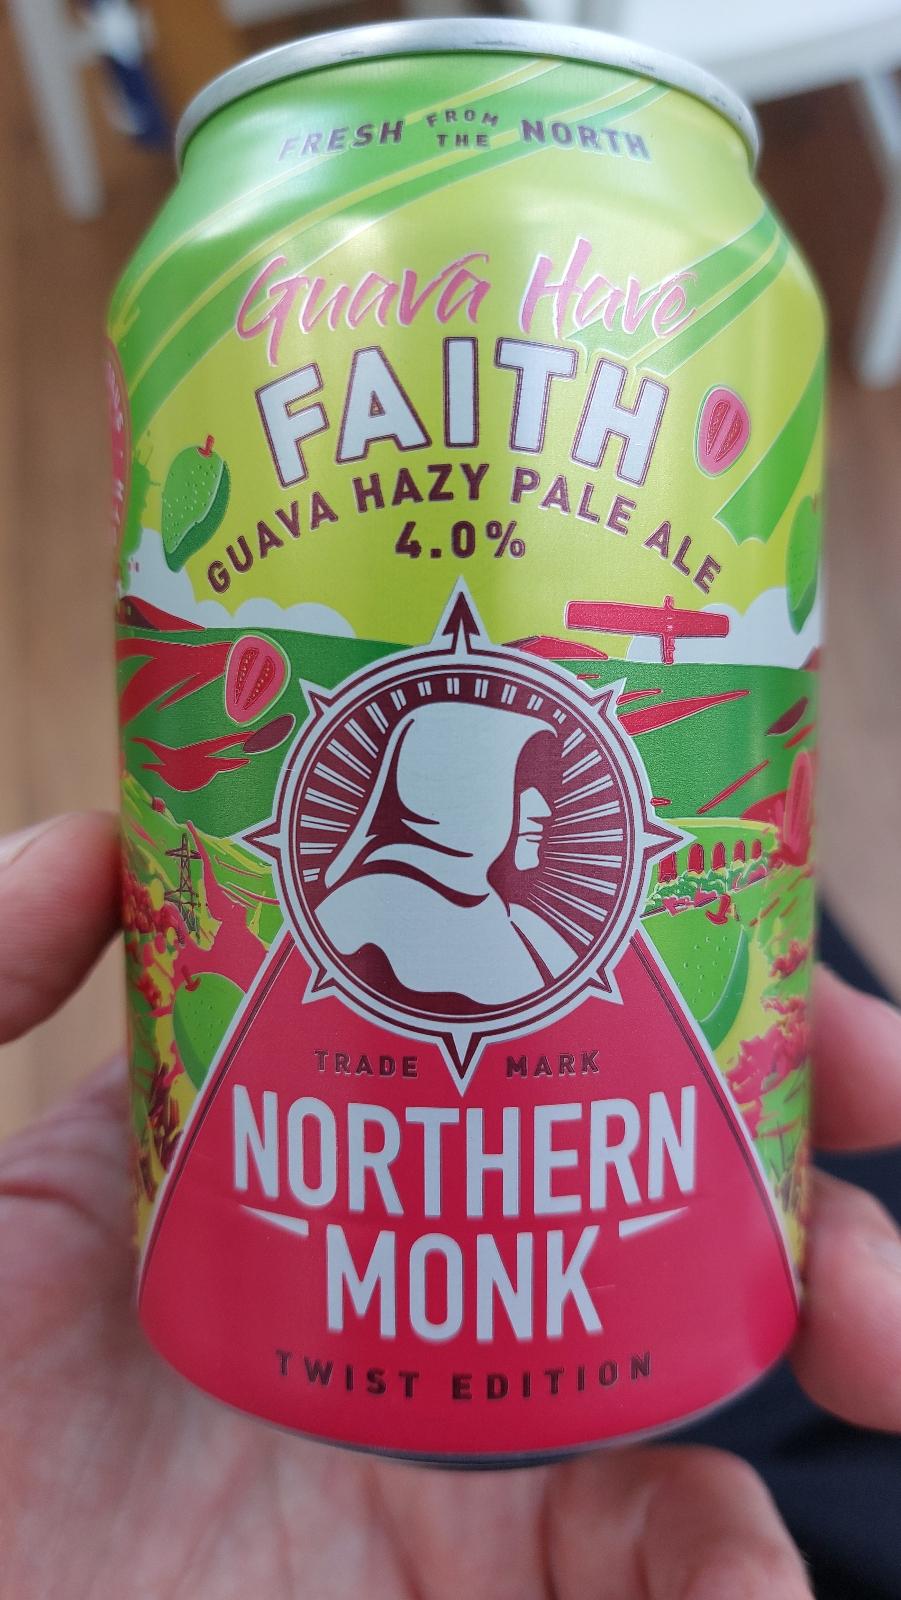 FRESH FROM THE NORTH
Guava Have
FAITH
GUAVA HAZY PALE ALE
4.0%
TRADE MARK
NORTHERN
MONK
TWIST EDITION